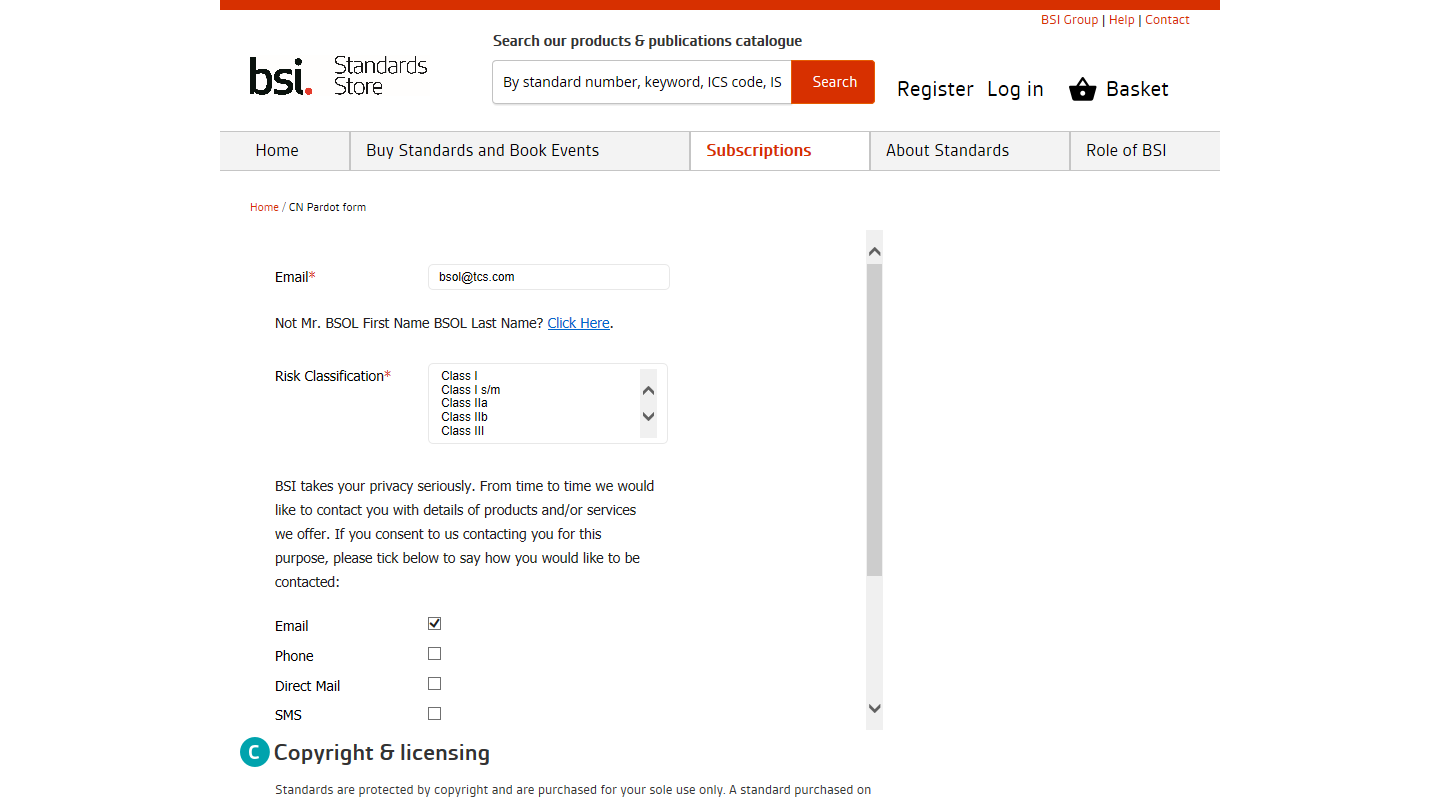 BSI Group | Help | Contact
Search our products & publications catalogue
bsi. Standards Store
By standard number, keyword, ICS code, IS
Search
Register Log in Basket
Home
Buy Standards and Book Events
Subscriptions
About Standards
Role of BSI
Home / CN Pardot form
Email* bsol@tcs.com
Not Mr. BSOL First Name BSOL Last Name? Click Here.
Risk Classification*
Class I
Class I s/m
Class IIa
Class IIb
Class III
BSI takes your privacy seriously. From time to time we would
like to contact you with details of products and/or services
we offer. If you consent to us contacting you for this
purpose, please tick below to say how you would like to be
contacted:
Email
Phone
Direct Mail
SMS
C Copyright & licensing
Standards are protected by copyright and are purchased for your sole use only. A standard purchased on